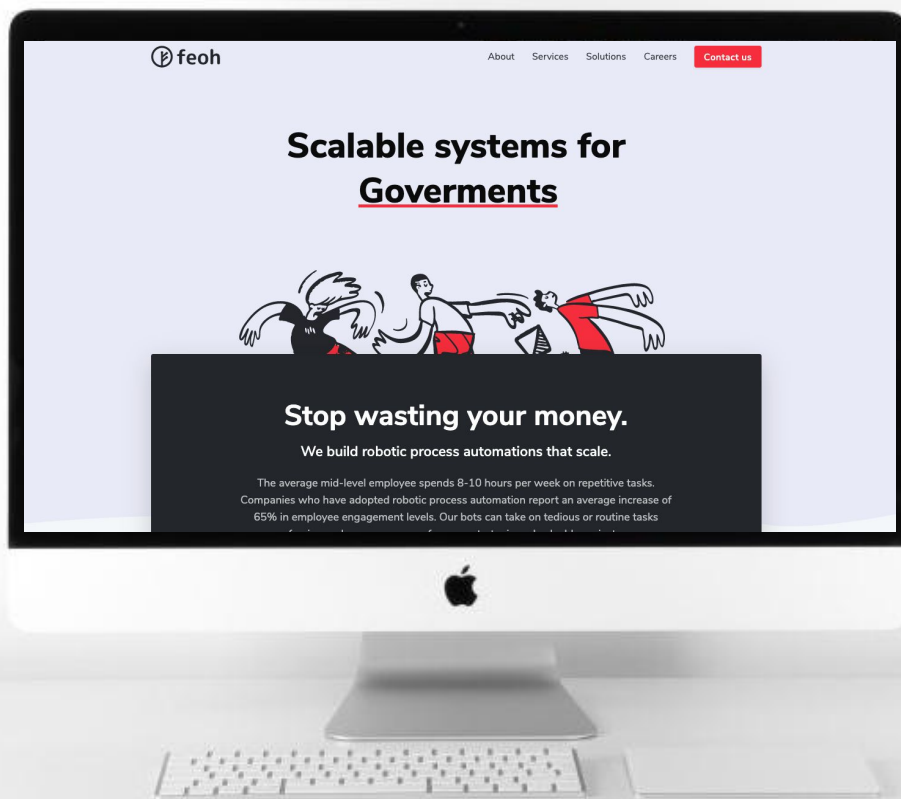 feoh
About Services Solutions Careers Contact us
Scalable systems for
Goverments
Stop wasting your money.
We build robotic process automations that scale.
The average mid-level employee spends 8-10 hours per week on repetitive tasks.
Companies who have adopted robotic process automation report an average increase of
65% in employee engagement levels. Our bots can take on tedious or routine tasks